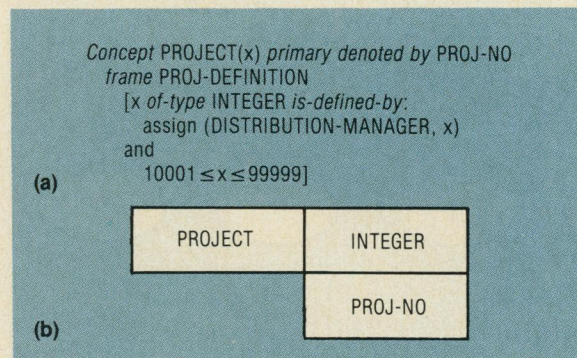 Concept PROJECT(x) primary denoted by PROJ-NO
frame PROJ-DEFINITION
[x of-type INTEGER is-defined-by:
assign (DISTRIBUTION-MANAGER, x)
and
(a) 10001≤x≤99999]
PROJECT INTEGER
PROJ-NO
(b)